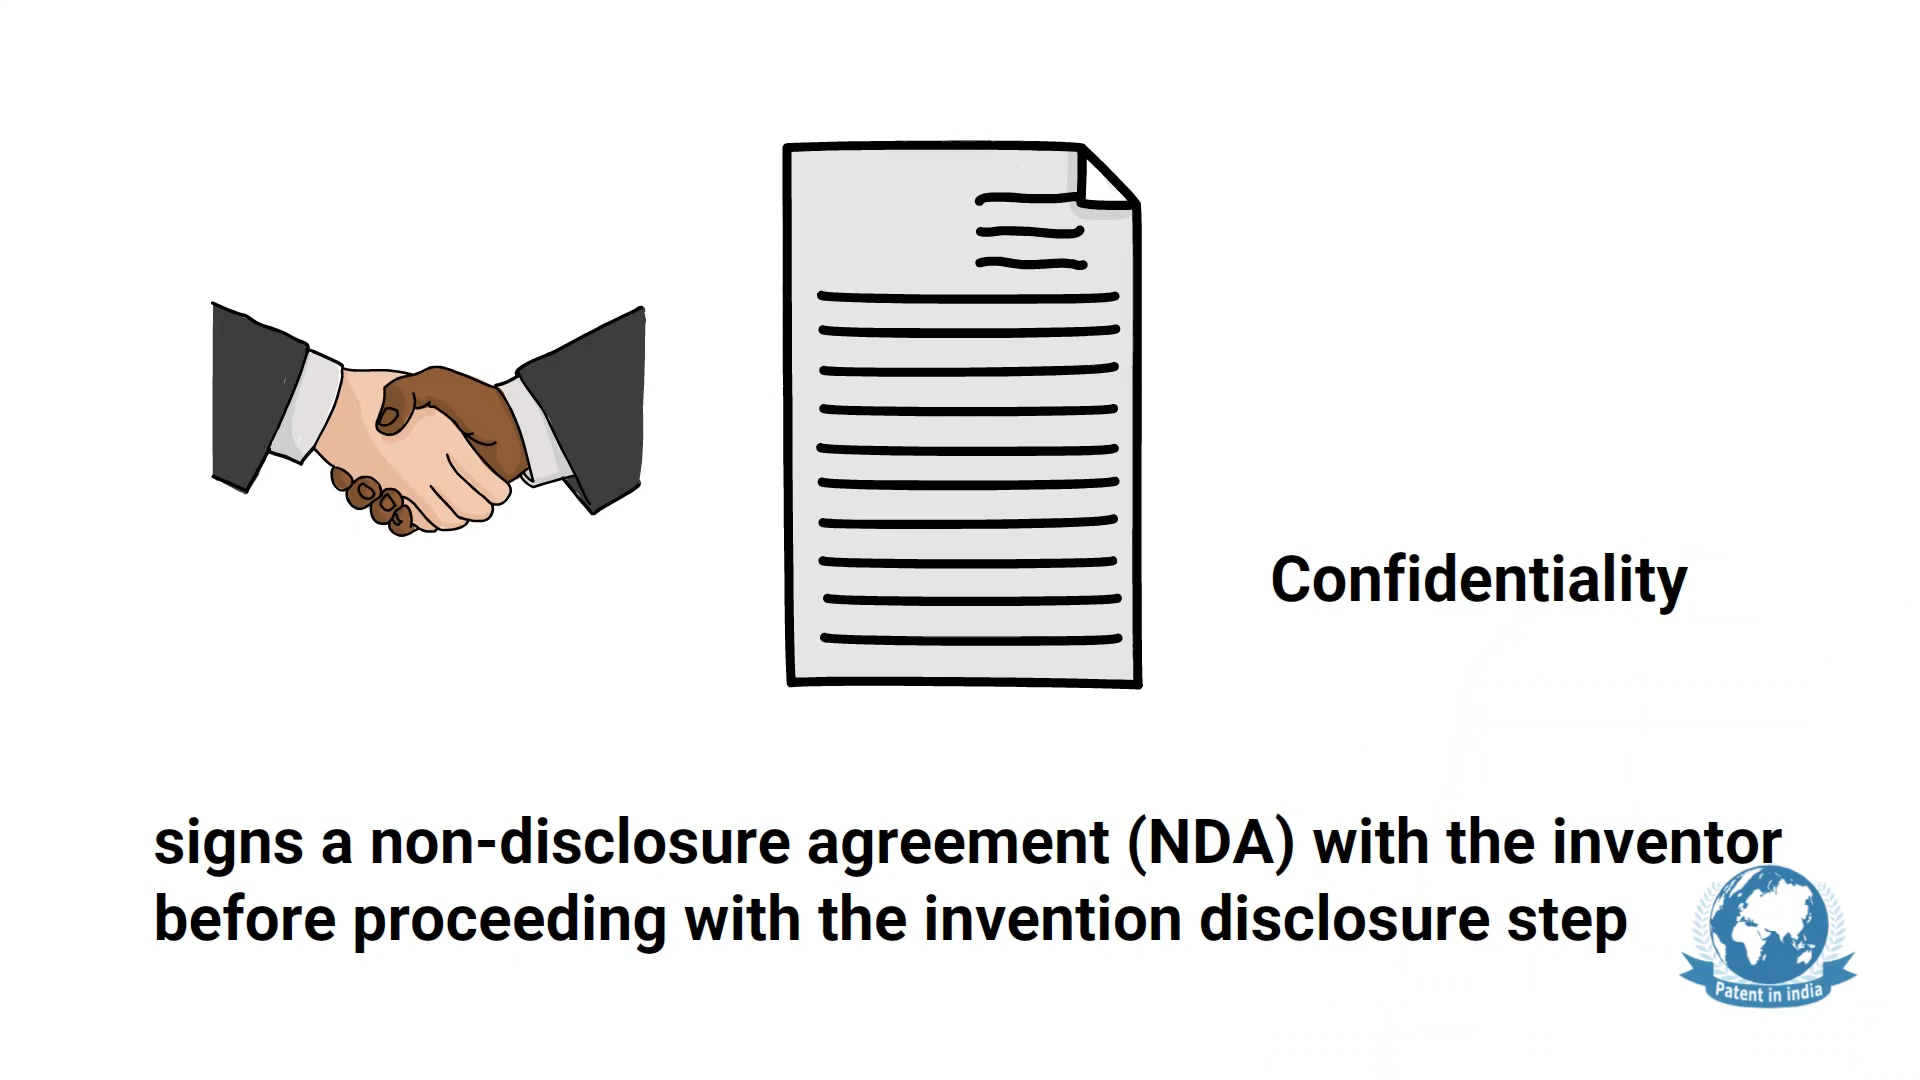 Confidentiality
signs a non-disclosure agreement (NDA) with the inventor
before proceeding with the invention disclosure step
Patent in india